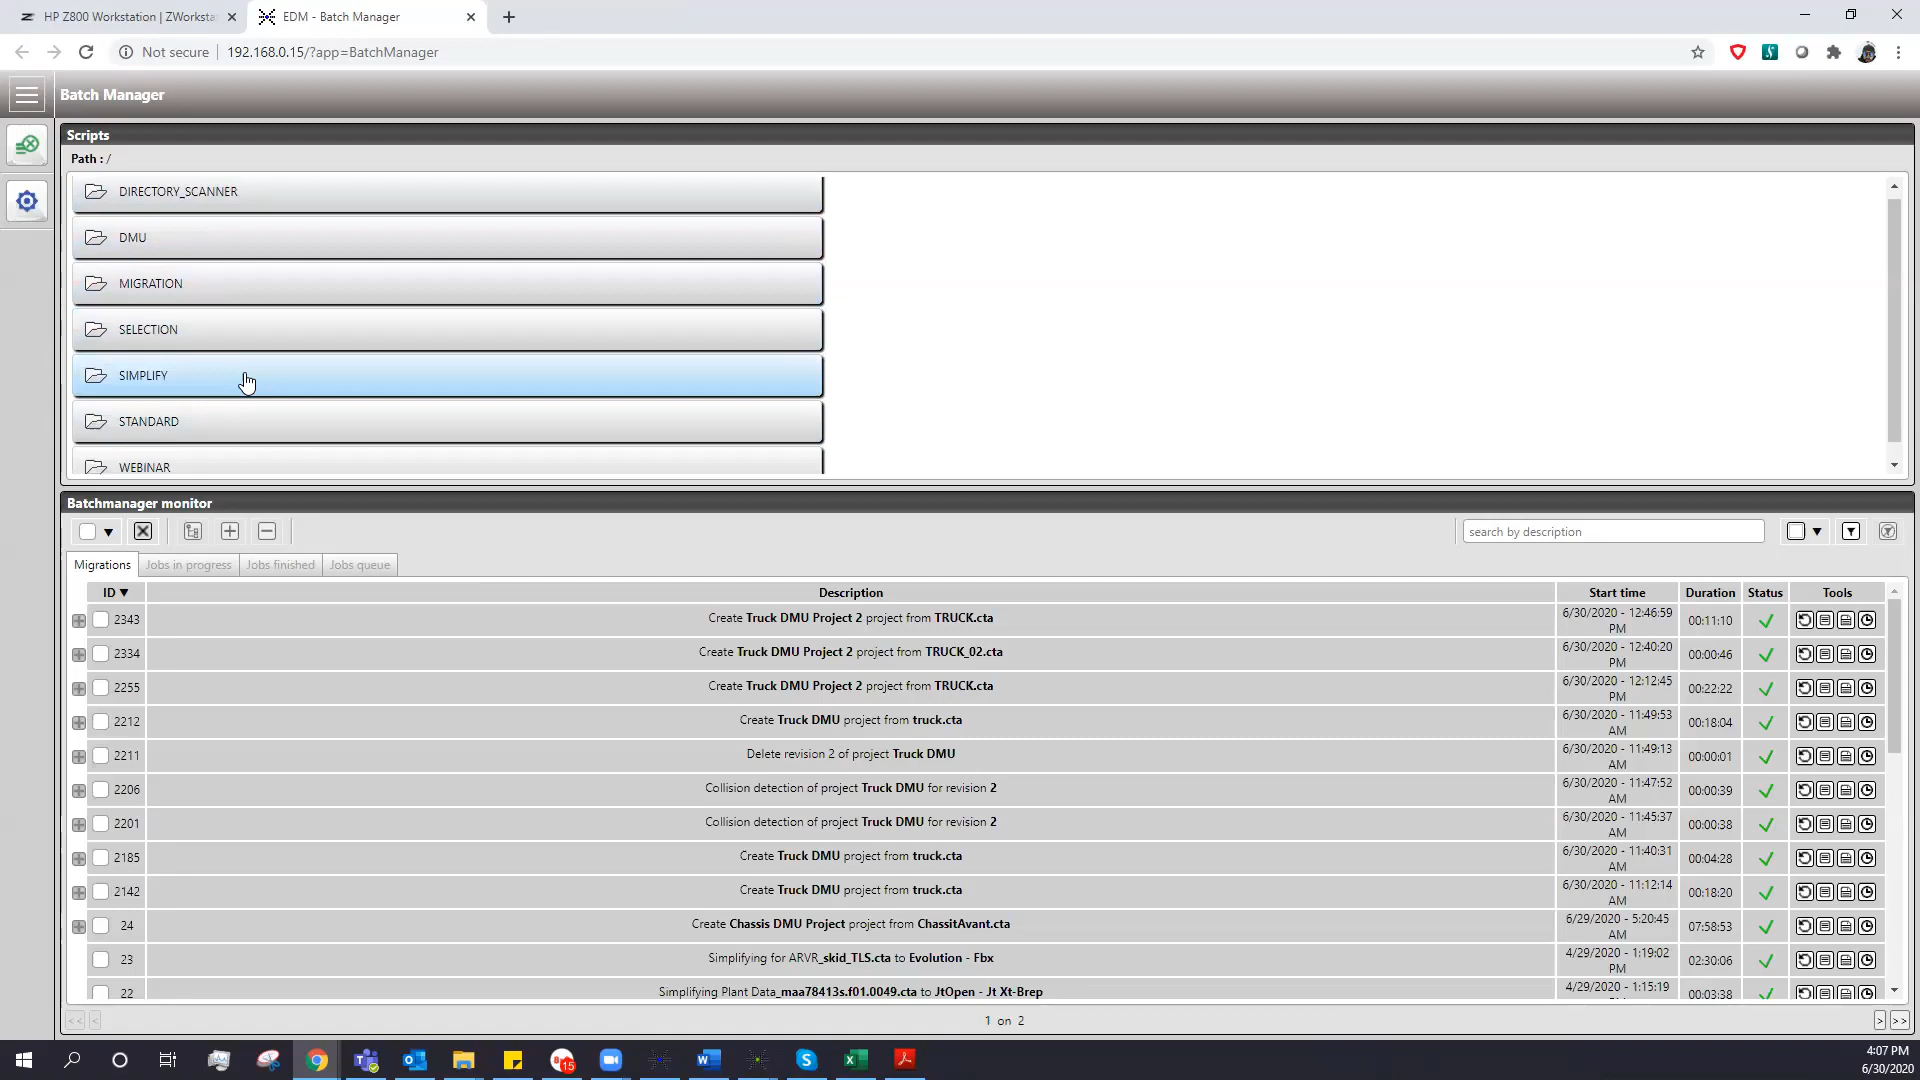 HP Z800 Workstation | ZWorksta
EDM - Batch Manager
Not secure
192.168.0.15/?app=BatchManager
Batch Manager
Scripts
Path : /
DIRECTORY_SCANNER
DMU
MIGRATION
SELECTION
SIMPLIFY
STANDARD
WEBINAR
Batchmanager monitor
search by description
Migrations Jobs in progress Jobs finished Jobs queue
ID ▼ Description Start time Duration Status Tools
2343 Create Truck DMU Project 2 project from TRUCK.cta 6/30/2020 - 12:46:59 PM 00:11:10
2334 Create Truck DMU Project 2 project from TRUCK_02.cta 6/30/2020 - 12:40:20 PM 00:00:46
2255 Create Truck DMU Project 2 project from TRUCK.cta 6/30/2020 - 12:12:45 PM 00:22:22
2212 Create Truck DMU project from truck.cta 6/30/2020 - 11:49:53 AM 00:18:04
2211 Delete revision 2 of project Truck DMU 6/30/2020 - 11:49:13 AM 00:00:01
2206 Collision detection of project Truck DMU for revision 2 6/30/2020 - 11:47:52 AM 00:00:39
2201 Collision detection of project Truck DMU for revision 2 6/30/2020 - 11:45:37 AM 00:00:38
2185 Create Truck DMU project from truck.cta 6/30/2020 - 11:40:31 AM 00:04:28
2142 Create Truck DMU project from truck.cta 6/30/2020 - 11:12:14 AM 00:18:20
24 Create Chassis DMU Project project from ChassitAvant.cta 6/29/2020 - 5:20:45 AM 07:58:53
23 Simplifying for ARVR_skid_TLS.cta to Evolution - Fbx 4/29/2020 - 1:19:02 PM 02:30:06
22 Simplifying Plant Data_maa78413s.f01.0049.cta to JtOpen - Jt Xt-Brep 4/29/2020 - 1:15:19 PM 00:03:38
<< < 1 on 2 > >>
15
4:07 PM
6/30/2020